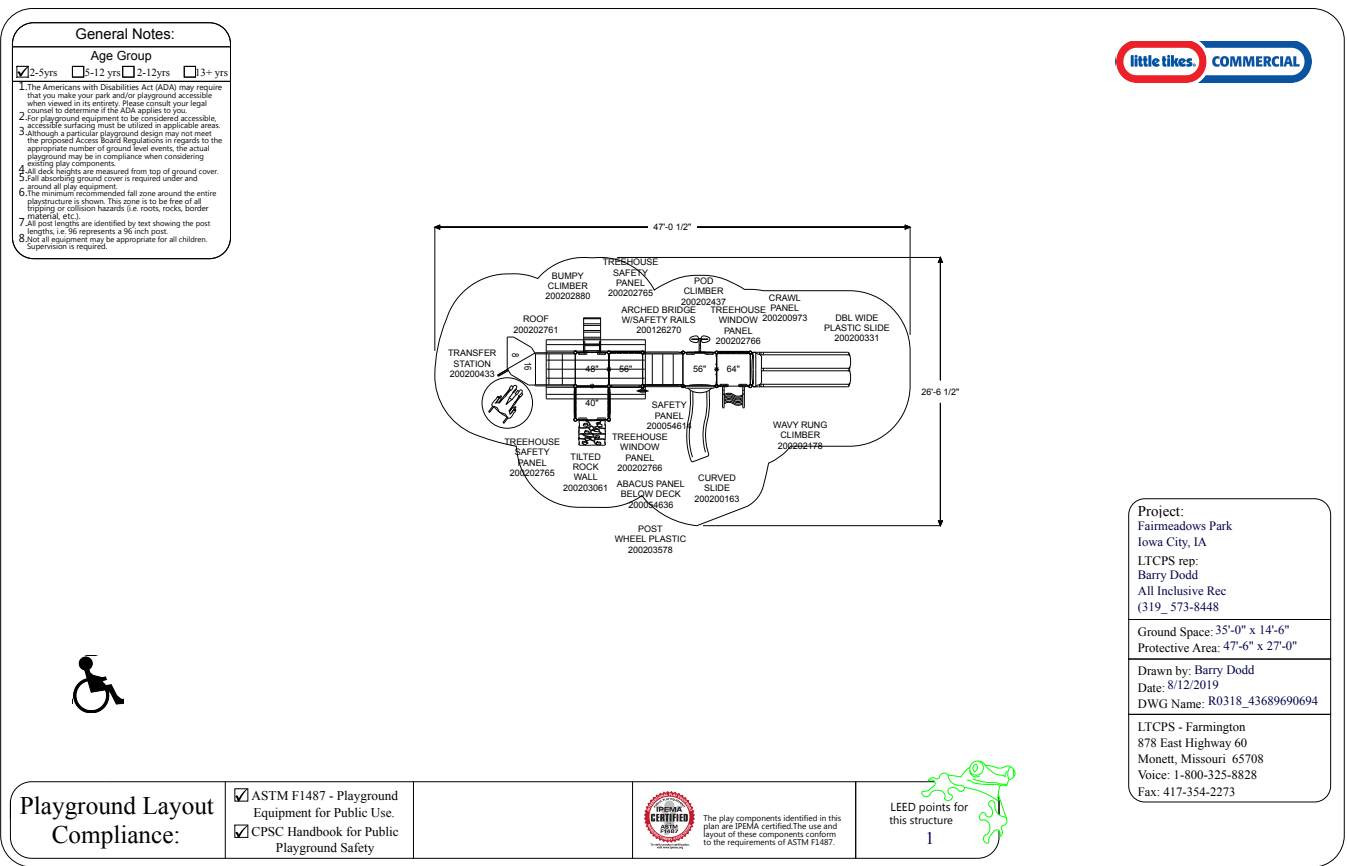 General Notes:
Age Group
2-5yrs 5-12 yrs 2-12yrs 13+ yrs
1. The Americans with Disabilities Act (ADA) may require
that you make your park and/or playground accessible
when viewed in its entirety. Please consult your legal
counsel to determine if the ADA applies to you.
2. For playground equipment to be considered accessible,
accessible surfacing must be utilized in applicable areas.
3. Although a particular playground design may not meet
the proposed Access Board Regulations in regards to the
appropriate number of ground level events, the actual
playground may be in compliance when considering
existing play components.
4. All deck heights are measured from top of ground cover.
5. Fall absorbing ground cover is required under and
around all play equipment.
6. The minimum recommended fall zone around the entire
playstructure is shown. This zone is to be free of all
tripping or collision hazards (i.e. roots, rocks, border
material, etc.).
7. All post lengths are identified by text showing the post
lengths, i.e. 96 represents a 96 inch post.
8. Not all equipment may be appropriate for all children.
Supervision is required.
little tikes. COMMERCIAL
47'-0 1/2"
26'-6 1/2"
BUMPY
CLIMBER
200202880
TREEHOUSE
SAFETY
PANEL
200202765
POD
CLIMBER
200202437
CRAWL
PANEL
200200973
ROOF
200202761
ARCHED BRIDGE
W/SAFETY RAILS
200126270
TREEHOUSE
WINDOW
PANEL
200202766
DBL WIDE
PLASTIC SLIDE
200200331
TRANSFER
STATION
200200433
8
16
48"
56"
56"
64"
40"
SAFETY
PANEL
200054614
WAVY RUNG
CLIMBER
200202178
TREEHOUSE
SAFETY
PANEL
200202765
TILTED
ROCK
WALL
200203061
TREEHOUSE
WINDOW
PANEL
200202766
ABACUS PANEL
BELOW DECK
200054636
CURVED
SLIDE
200200163
POST
WHEEL PLASTIC
200203578
Project:
Fairmeadows Park
Iowa City, IA
LTCPS rep:
Barry Dodd
All Inclusive Rec
(319_ 573-8448
Ground Space: 35'-0" x 14'-6"
Protective Area: 47'-6" x 27'-0"
Drawn by: Barry Dodd
Date: 8/12/2019
DWG Name: R0318_43689690694
LTCPS - Farmington
878 East Highway 60
Monett, Missouri 65708
Voice: 1-800-325-8828
Fax: 417-354-2273
Playground Layout
Compliance:
ASTM F1487 - Playground
Equipment for Public Use.
CPSC Handbook for Public
Playground Safety
IPEMA
CERTIFIED
ASTM
F1487
The play components identified in this
plan are IPEMA certified.The use and
layout of these components conform
to the requirements of ASTM F1487.
LEED points for
this structure
1